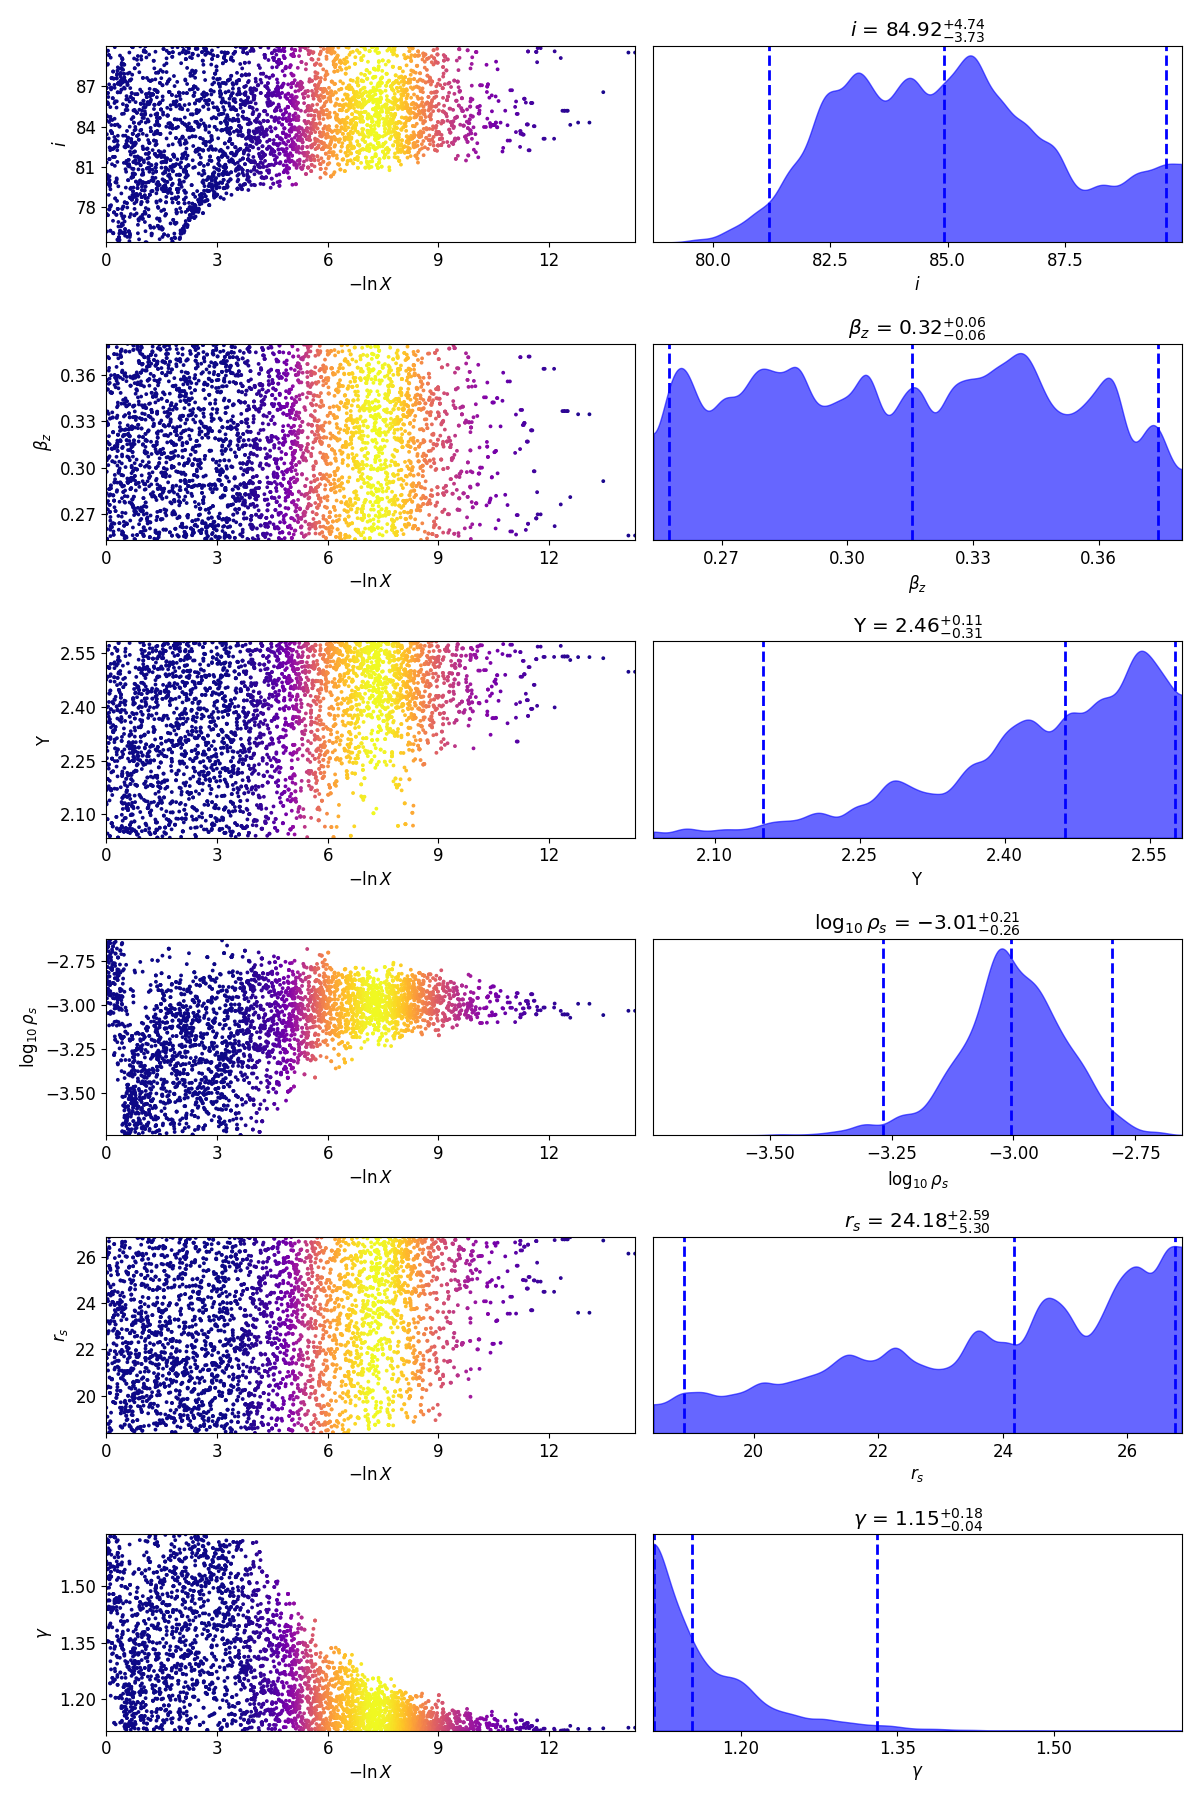 i = 84.92+4.74−3.73
87
84
81
78
i
0 3 6 9 12
−ln X
80.0 82.5 85.0 87.5
i
βz = 0.32+0.06−0.06
0.36
0.33
0.30
0.27
βz
0 3 6 9 12
−ln X
0.27 0.30 0.33 0.36
βz
Y = 2.46+0.11−0.31
2.55
2.40
2.25
2.10
Y
0 3 6 9 12
−ln X
2.10 2.25 2.40 2.55
Y
log10 ρs = −3.01+0.21−0.26
−2.75
−3.00
−3.25
−3.50
log10 ρs
0 3 6 9 12
−ln X
−3.50 −3.25 −3.00 −2.75
log10 ρs
rs = 24.18+2.59−5.30
26
24
22
20
rs
0 3 6 9 12
−ln X
20 22 24 26
rs
γ = 1.15+0.18−0.04
1.50
1.35
1.20
γ
0 3 6 9 12
−ln X
1.20 1.35 1.50
γ